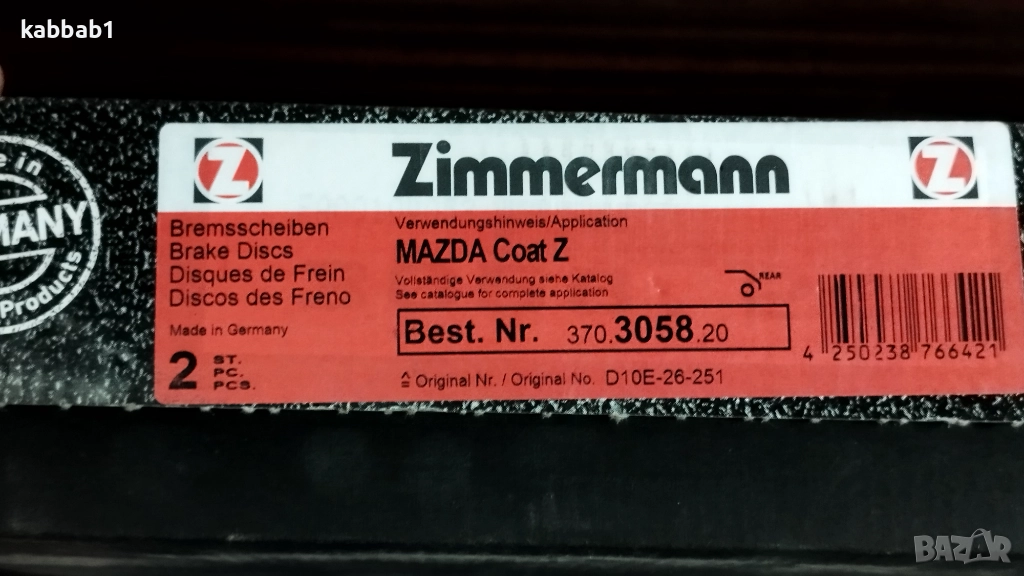 kabbab1
in
MANY
Products
Z
Zimmermann
Z
Bremsscheiben
Brake Discs
Disques de Frein
Discos des Freno
Made in Germany
2 ST.
PC.
PCS.
Verwendungshinweis/Application
MAZDA Coat Z
Vollständige Verwendung siehe Katalog
See catalogue for complete application
REAR
Best. Nr. 370.3058.20
≙ Original Nr. / Original No. D10E-26-251
4 250238 766421
BAZAR